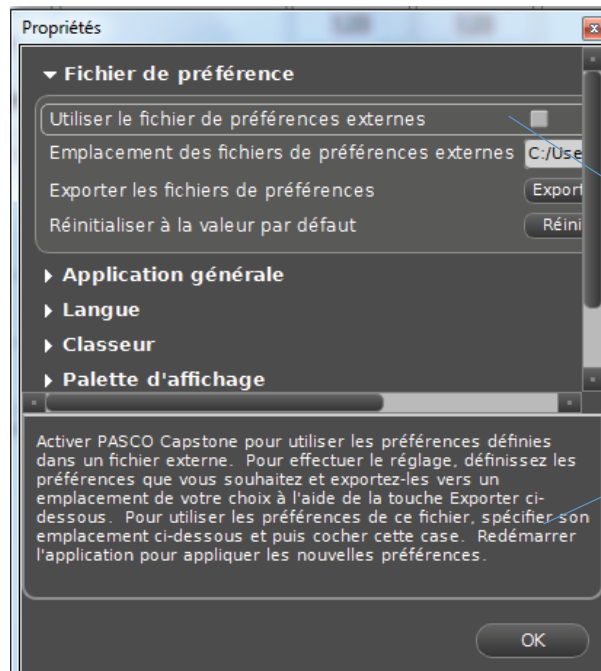 Propriétés
Fichier de préférence
Utiliser le fichier de préférences externes
Emplacement des fichiers de préférences externes C:/Use
Exporter les fichiers de préférences Export
Réinitialiser à la valeur par défaut Réini
Application générale
Langue
Classeur
Palette d'affichage
Activer PASCO Capstone pour utiliser les préférences définies
dans un fichier externe. Pour effectuer le réglage, définissez les
préférences que vous souhaitez et exportez-les vers un
emplacement de votre choix à l'aide de la touche Exporter ci-
dessous. Pour utiliser les préférences de ce fichier, spécifier son
emplacement ci-dessous et puis cocher cette case. Redémarrer
l'application pour appliquer les nouvelles préférences.
OK